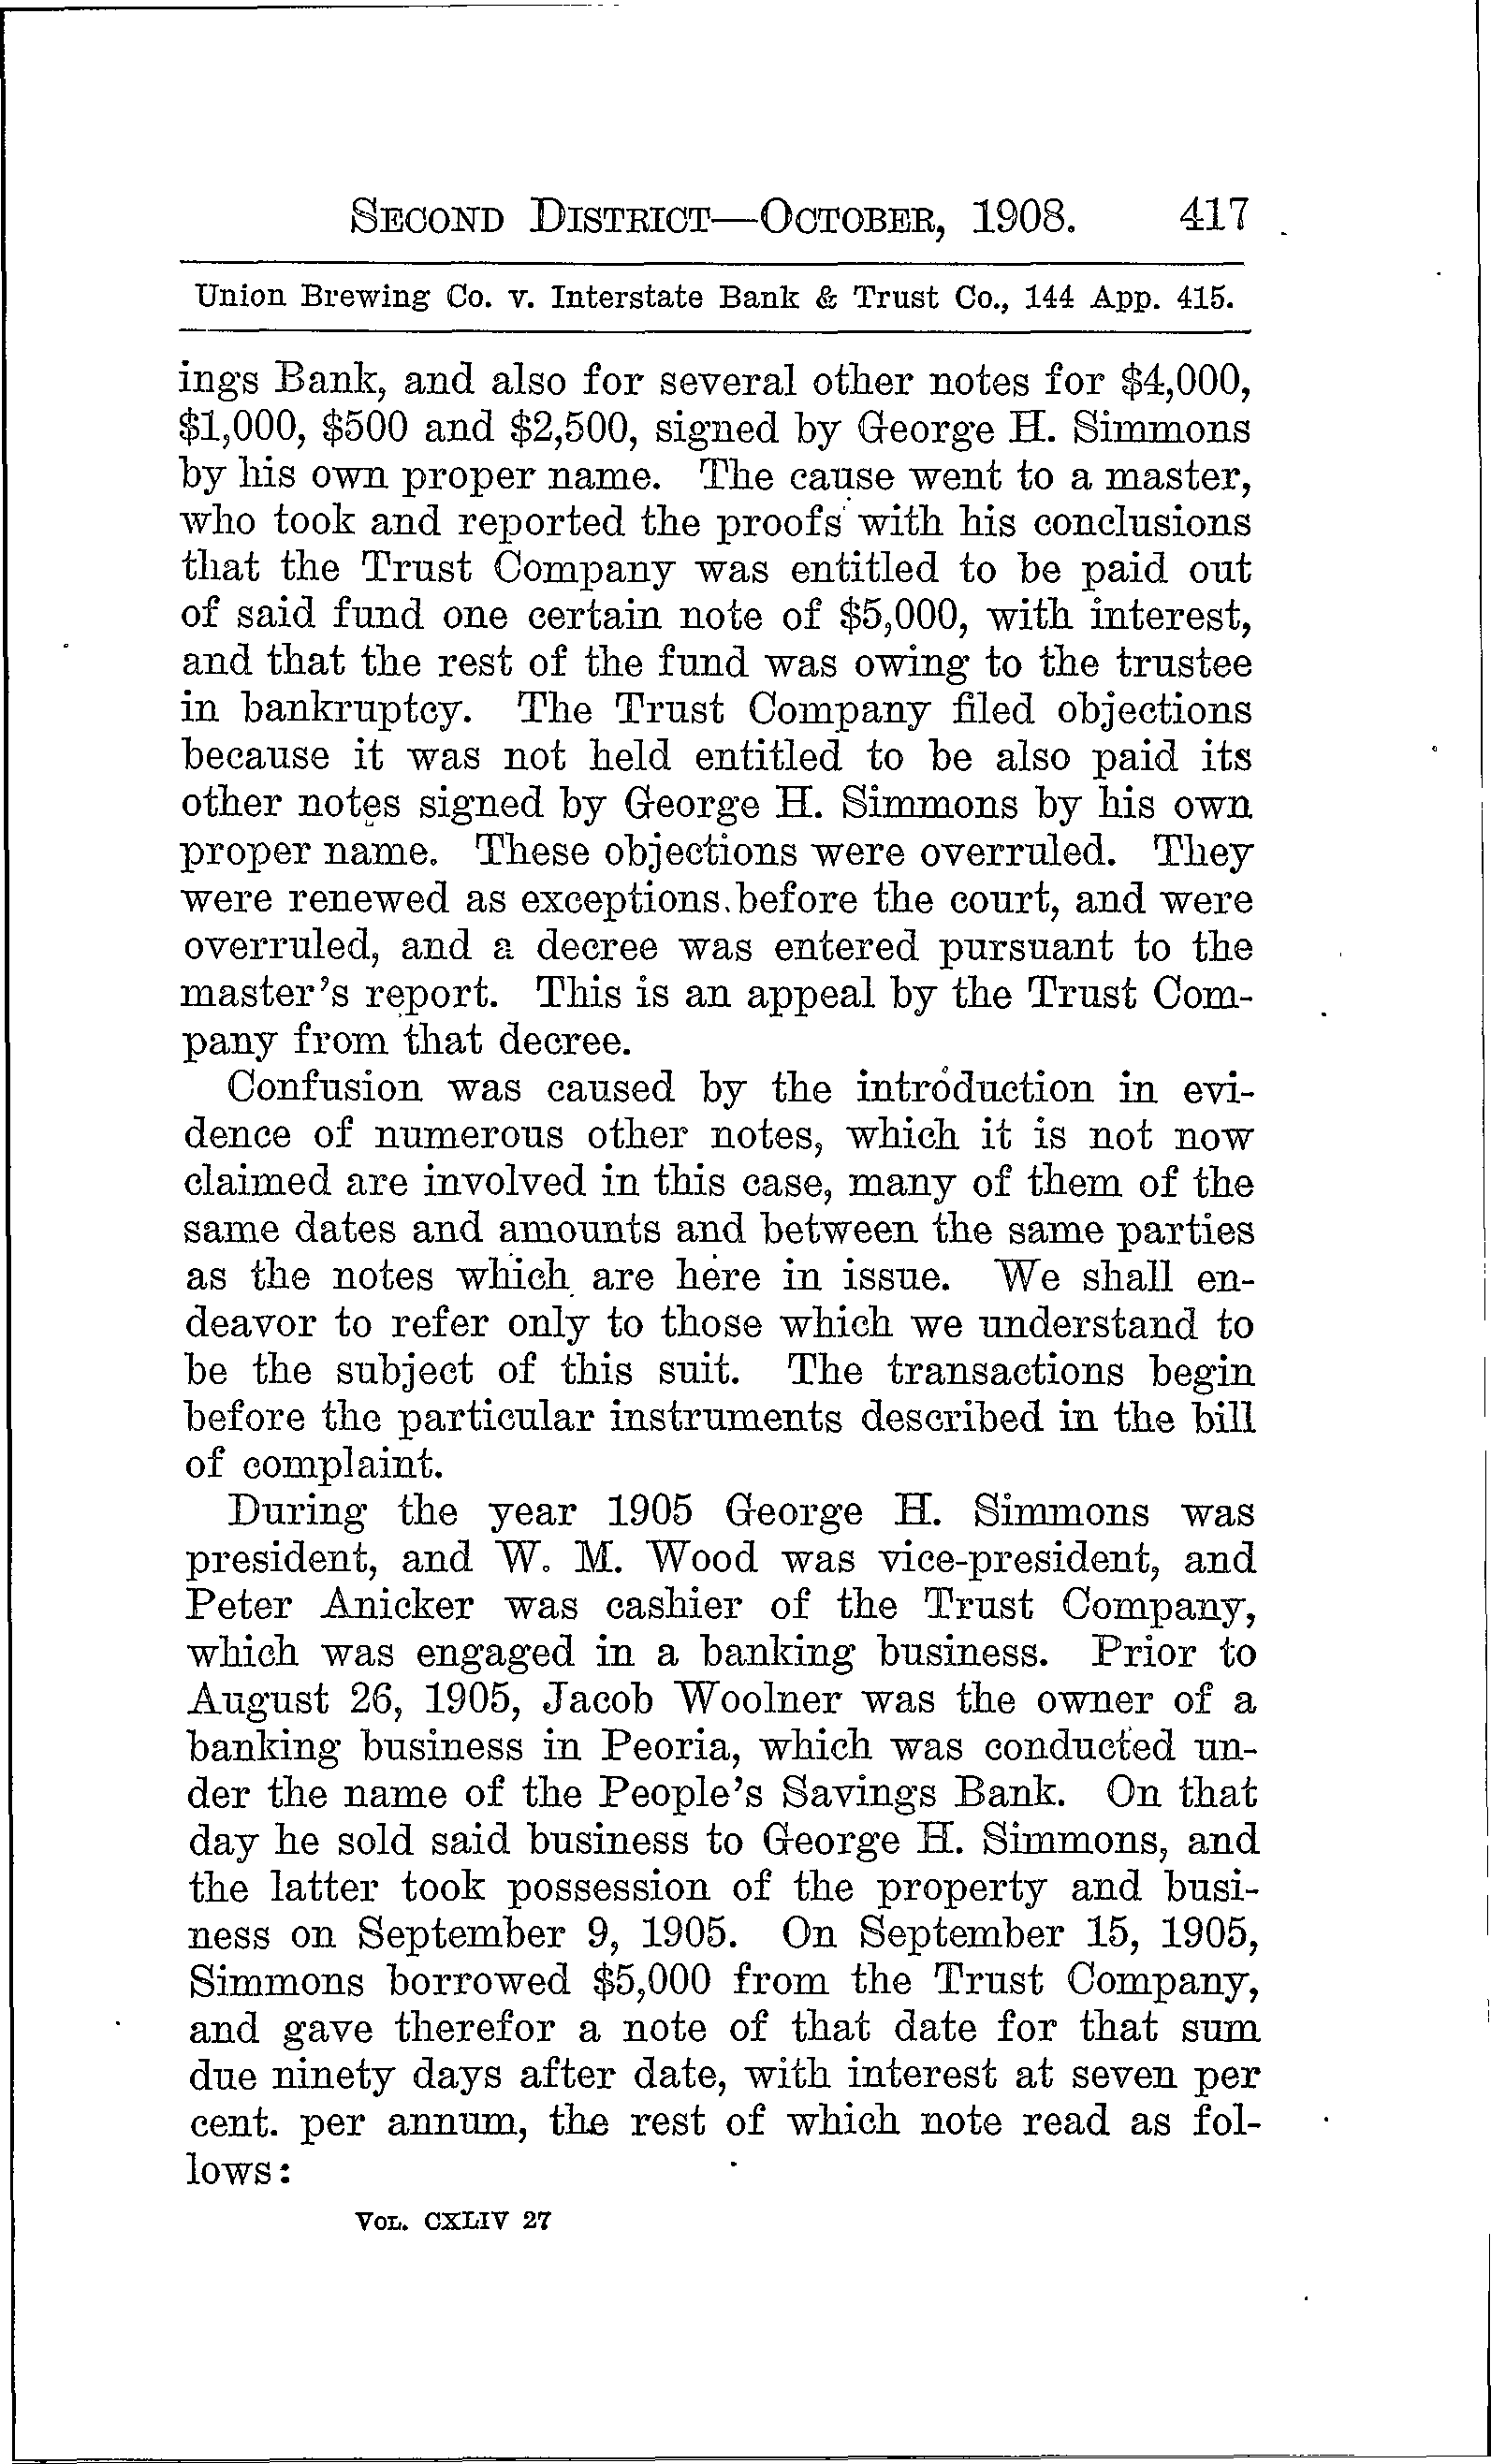 SECOND DISTRICT—OCTOBER, 1908. 417
Union Brewing Co. v. Interstate Bank & Trust Co., 144 App. 415.
ings Bank, and also for several other notes for $4,000,
$1,000, $500 and $2,500, signed by George H. Simmons
by his own proper name. The cause went to a master,
who took and reported the proofs with his conclusions
that the Trust Company was entitled to be paid out
of said fund one certain note of $5,000, with interest,
and that the rest of the fund was owing to the trustee
in bankruptcy. The Trust Company filed objections
because it was not held entitled to be also paid its
other notes signed by George H. Simmons by his own
proper name. These objections were overruled. They
were renewed as exceptions before the court, and were
overruled, and a decree was entered pursuant to the
master's report. This is an appeal by the Trust Com-
pany from that decree.
Confusion was caused by the introduction in evi-
dence of numerous other notes, which it is not now
claimed are involved in this case, many of them of the
same dates and amounts and between the same parties
as the notes which are here in issue. We shall en-
deavor to refer only to those which we understand to
be the subject of this suit. The transactions begin
before the particular instruments described in the bill
of complaint.
During the year 1905 George H. Simmons was
president, and W. M. Wood was vice-president, and
Peter Anicker was cashier of the Trust Company,
which was engaged in a banking business. Prior to
August 26, 1905, Jacob Woolner was the owner of a
banking business in Peoria, which was conducted un-
der the name of the People's Savings Bank. On that
day he sold said business to George H. Simmons, and
the latter took possession of the property and busi-
ness on September 9, 1905. On September 15, 1905,
Simmons borrowed $5,000 from the Trust Company,
and gave therefor a note of that date for that sum
due ninety days after date, with interest at seven per
cent. per annum, the rest of which note read as fol-
lows:
VOL. CXLIV 27